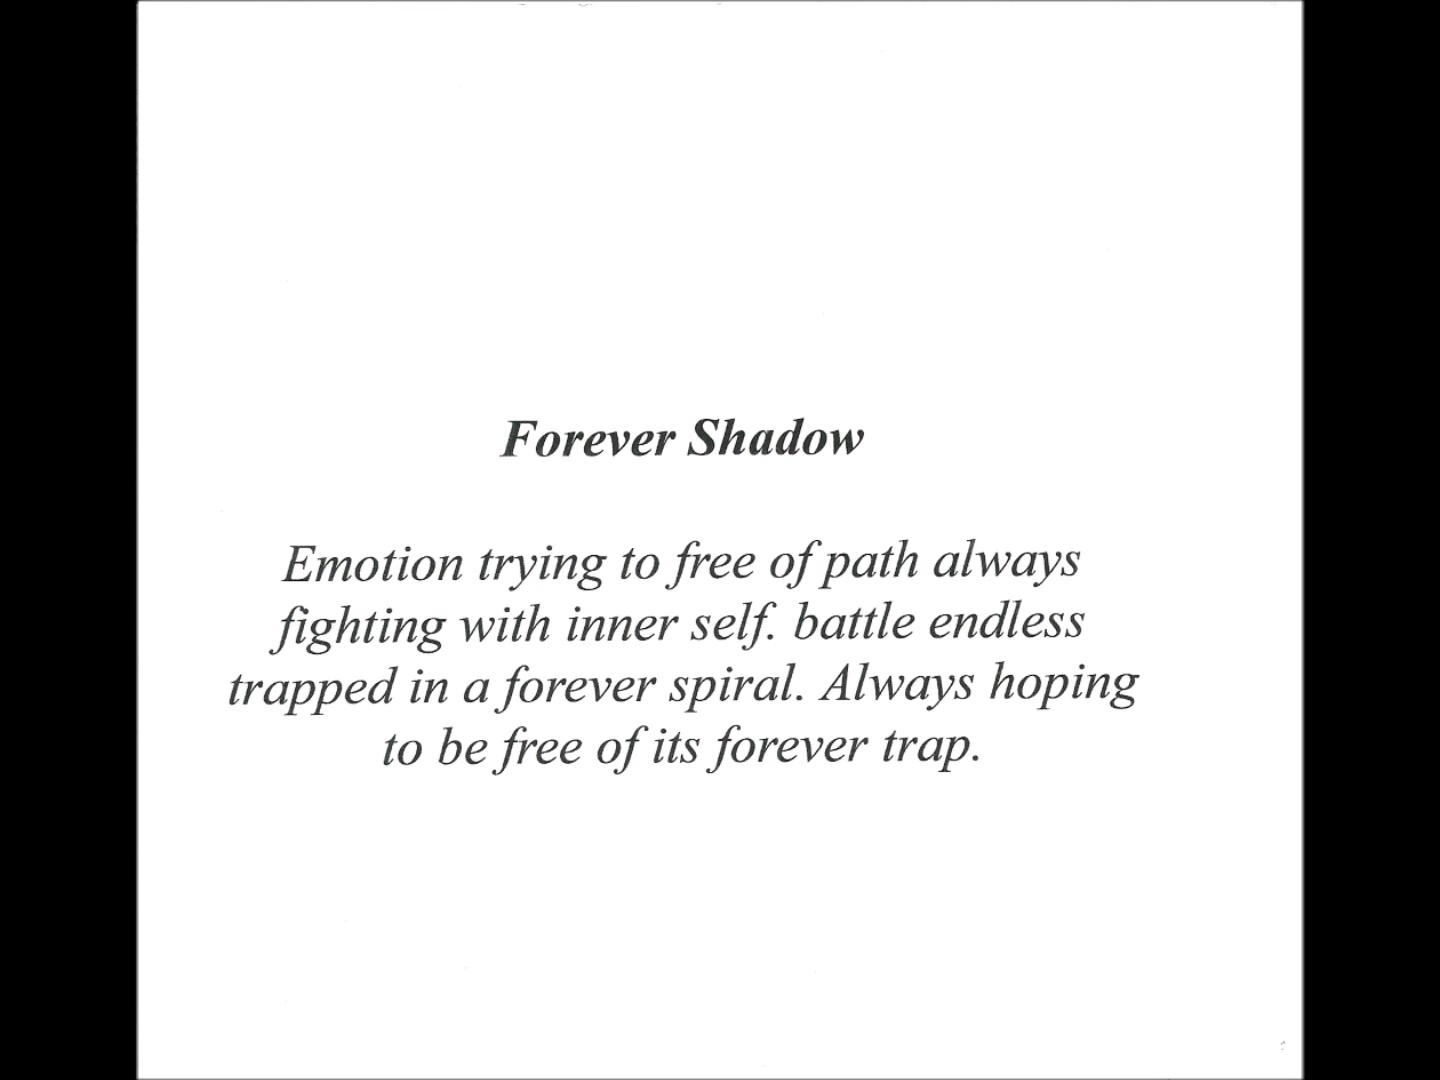 Forever Shadow
Emotion trying to free of path always
fighting with inner self. battle endless
trapped in a forever spiral. Always hoping
to be free of its forever trap.